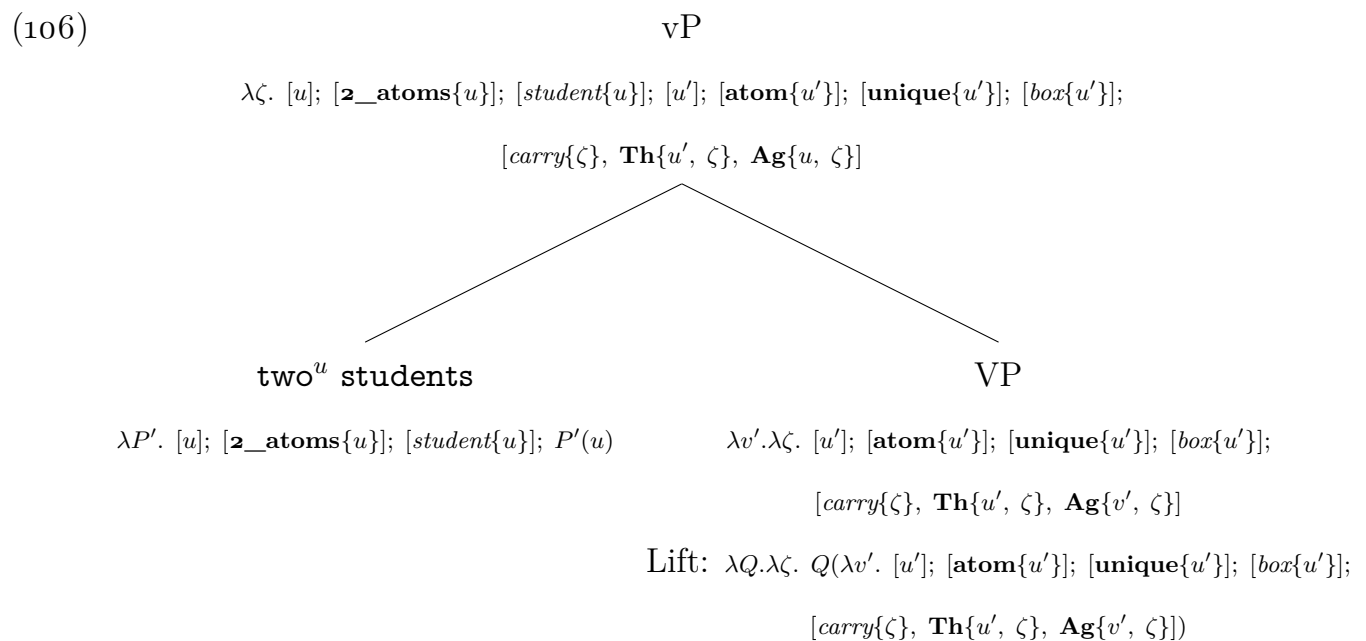 (106) vP
λζ. [u]; [2_atoms{u}]; [student{u}]; [u′]; [atom{u′}]; [unique{u′}]; [box{u′}];
[carry{ζ}, Th{u′, ζ}, Ag{u, ζ}]
twoᵘ students VP
λP′. [u]; [2_atoms{u}]; [student{u}]; P′(u) λv′.λζ. [u′]; [atom{u′}]; [unique{u′}]; [box{u′}];
[carry{ζ}, Th{u′, ζ}, Ag{v′, ζ}]
Lift: λQ.λζ. Q(λv′. [u′]; [atom{u′}]; [unique{u′}]; [box{u′}];
[carry{ζ}, Th{u′, ζ}, Ag{v′, ζ}])